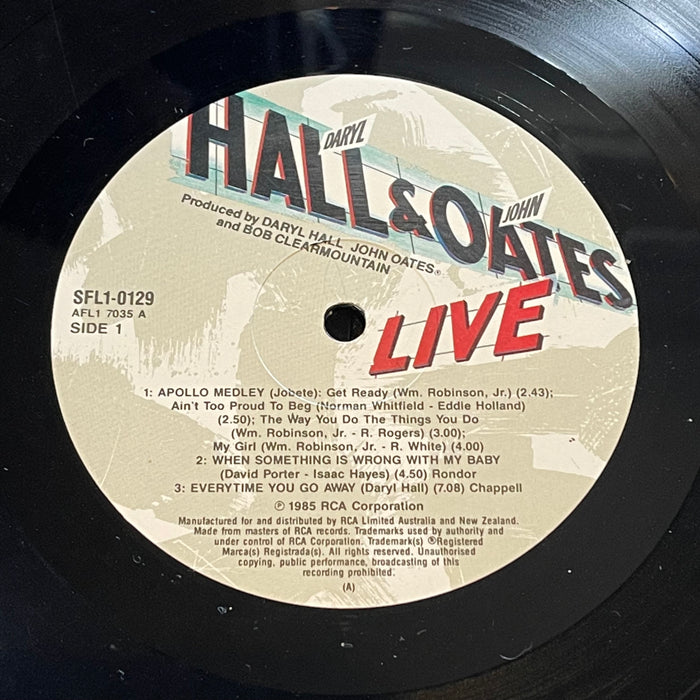 DARYL
HALL & JOHN
OATES
LIVE
Produced by DARYL HALL JOHN OATES®
and BOB CLEARMOUNTAIN
SFL1-0129
AFL1 7035 A
SIDE 1
1: APOLLO MEDLEY (Jobete): Get Ready (Wm. Robinson, Jr.) (2.43);
Ain't Too Proud To Beg (Norman Whitfield - Eddie Holland)
(2.50); The Way You Do The Things You Do
(Wm. Robinson, Jr. - R. Rogers) (3.00);
My Girl (Wm. Robinson, Jr. - R. White) (4.00)
2: WHEN SOMETHING IS WRONG WITH MY BABY
(David Porter - Isaac Hayes) (4.50) Rondor
3: EVERYTIME YOU GO AWAY (Daryl Hall) (7.08) Chappell
℗ 1985 RCA Corporation
Manufactured for and distributed by RCA Limited Australia and New Zealand.
Made from masters of RCA records. Trademarks used by authority and
under control of RCA Corporation. Trademark(s) ®Registered
Marca(s) Registrada(s). All rights reserved. Unauthorised
copying, public performance, broadcasting of this
recording prohibited.
(A)